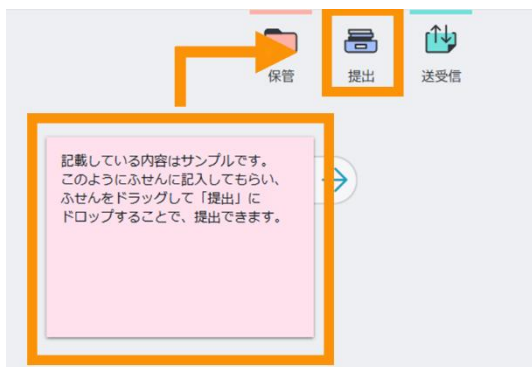 保管
提出
送受信
記載している内容はサンプルです。
このようにふせんに記入してもらい、
ふせんをドラッグして「提出」に
ドロップすることで、提出できます。